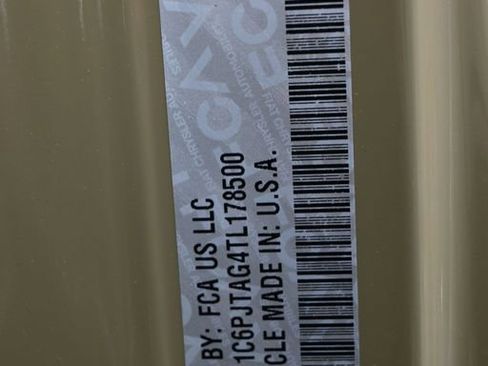 BY: FCA US LLC
1C6PJTAG4TL178500
CLE MADE IN: U.S.A.